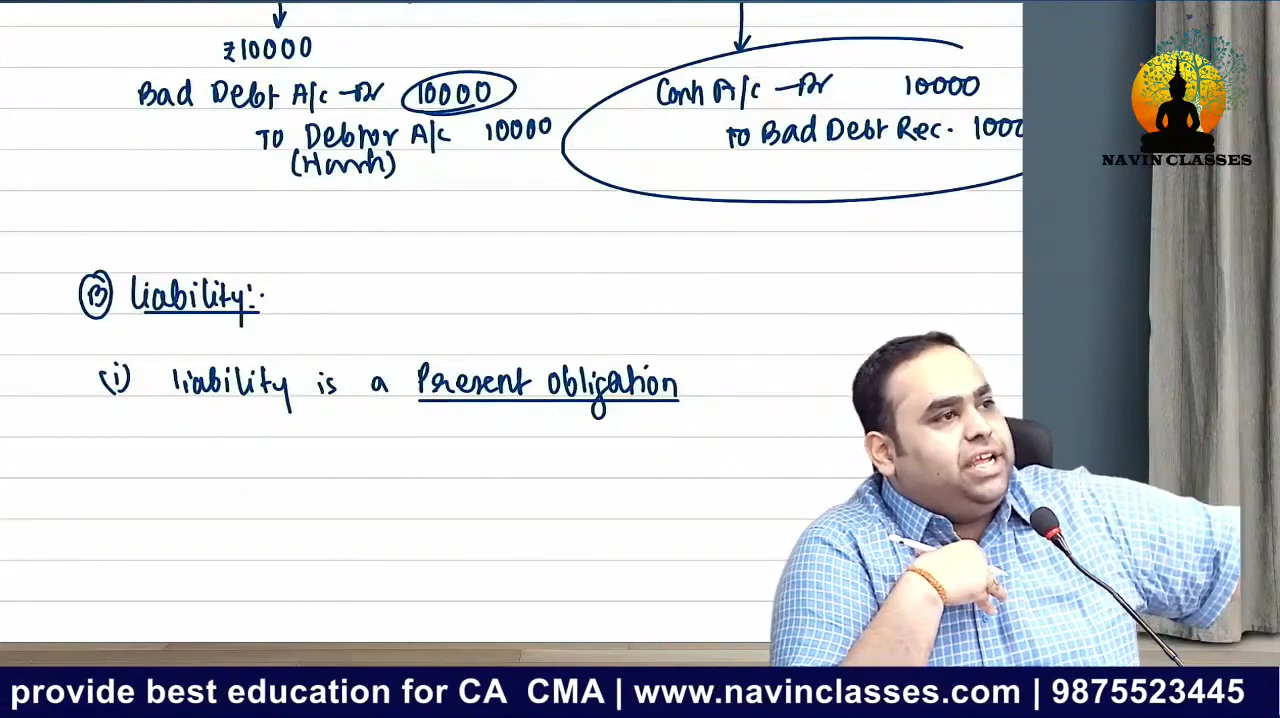 ₹10000
Bad Debt A/c Dr 10000
To Debtor A/c 10000
(Harsh)
Cash A/c Dr 10000
To Bad Debt Rec. 1000
NAVIN CLASSES
(B) Liability:-
(i) liability is a Present obligation
provide best education for CA CMA | www.navinclasses.com | 9875523445